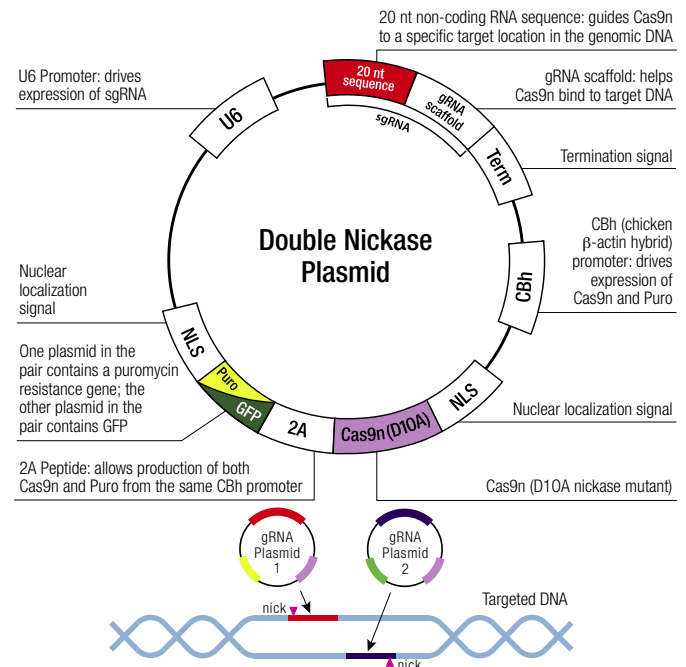 20 nt non-coding RNA sequence: guides Cas9n
to a specific target location in the genomic DNA
U6 Promoter: drives
expression of sgRNA
gRNA scaffold: helps
Cas9n bind to target DNA
20 nt
sequence
gRNA
scaffold
sgRNA
U6
Term
Termination signal
Double Nickase
Plasmid
CBh (chicken
β-actin hybrid)
promoter: drives
expression of
Cas9n and Puro
CBh
Nuclear
localization
signal
NLS
One plasmid in the
pair contains a puromycin
resistance gene; the
other plasmid in the
pair contains GFP
Puro
GFP
2A
Cas9n (D10A)
NLS
Nuclear localization signal
2A Peptide: allows production of both
Cas9n and Puro from the same CBh promoter
Cas9n (D10A nickase mutant)
gRNA
Plasmid
1
gRNA
Plasmid
2
Targeted DNA
nick
nick